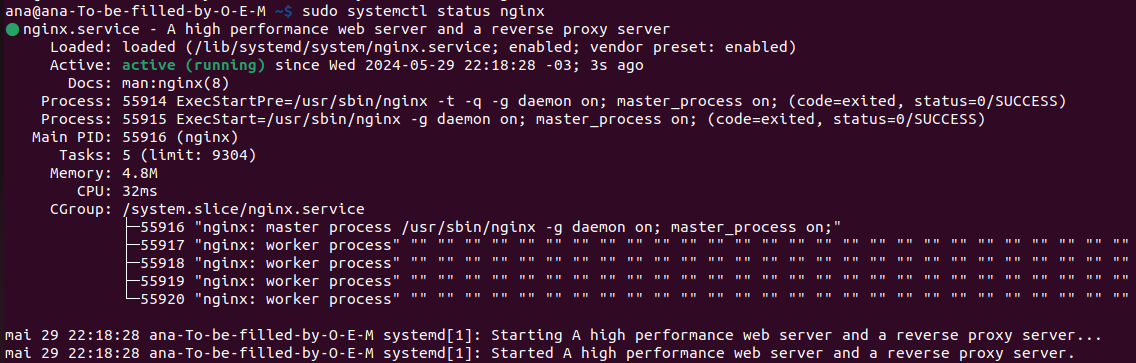 ana@ana-To-be-filled-by-O-E-M ~$ sudo systemctl status nginx
● nginx.service - A high performance web server and a reverse proxy server
Loaded: loaded (/lib/systemd/system/nginx.service; enabled; vendor preset: enabled)
Active: active (running) since Wed 2024-05-29 22:18:28 -03; 3s ago
Docs: man:nginx(8)
Process: 55914 ExecStartPre=/usr/sbin/nginx -t -q -g daemon on; master_process on; (code=exited, status=0/SUCCESS)
Process: 55915 ExecStart=/usr/sbin/nginx -g daemon on; master_process on; (code=exited, status=0/SUCCESS)
Main PID: 55916 (nginx)
Tasks: 5 (limit: 9304)
Memory: 4.8M
CPU: 32ms
CGroup: /system.slice/nginx.service
├─55916 "nginx: master process /usr/sbin/nginx -g daemon on; master_process on;"
├─55917 "nginx: worker process" "" "" "" "" "" "" "" "" "" "" "" "" "" "" "" "" "" "" "" "" "" "" "" "" "" "" ""
├─55918 "nginx: worker process" "" "" "" "" "" "" "" "" "" "" "" "" "" "" "" "" "" "" "" "" "" "" "" "" "" "" ""
├─55919 "nginx: worker process" "" "" "" "" "" "" "" "" "" "" "" "" "" "" "" "" "" "" "" "" "" "" "" "" "" "" ""
└─55920 "nginx: worker process" "" "" "" "" "" "" "" "" "" "" "" "" "" "" "" "" "" "" "" "" "" "" "" "" "" "" ""
mai 29 22:18:28 ana-To-be-filled-by-O-E-M systemd[1]: Starting A high performance web server and a reverse proxy server...
mai 29 22:18:28 ana-To-be-filled-by-O-E-M systemd[1]: Started A high performance web server and a reverse proxy server.